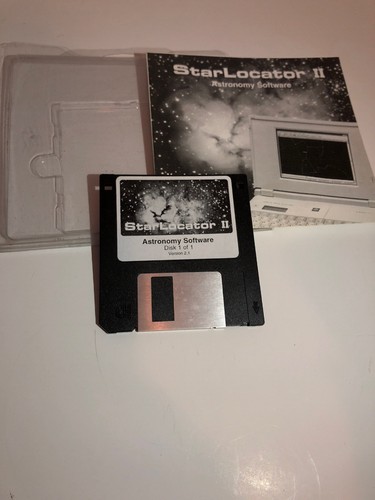 StarLocator II
Astronomy Software
StarLocator II
Astronomy Software
Disk 1 of 1
Version 2.1